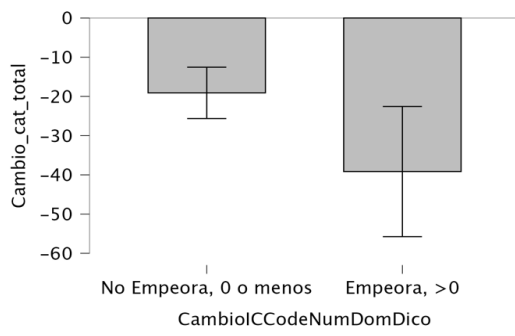 Cambio_cat_total
0
−10
−20
−30
−40
−50
−60
No Empeora, 0 o menos
Empeora, >0
CambioICCodeNumDomDico